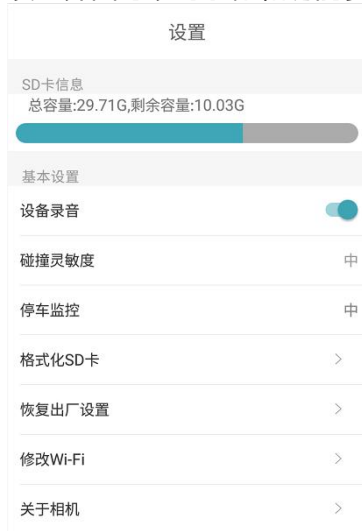 设置
SD卡信息
总容量:29.71G,剩余容量:10.03G
基本设置
设备录音
碰撞灵敏度 中
停车监控 中
格式化SD卡
恢复出厂设置
修改Wi-Fi
关于相机